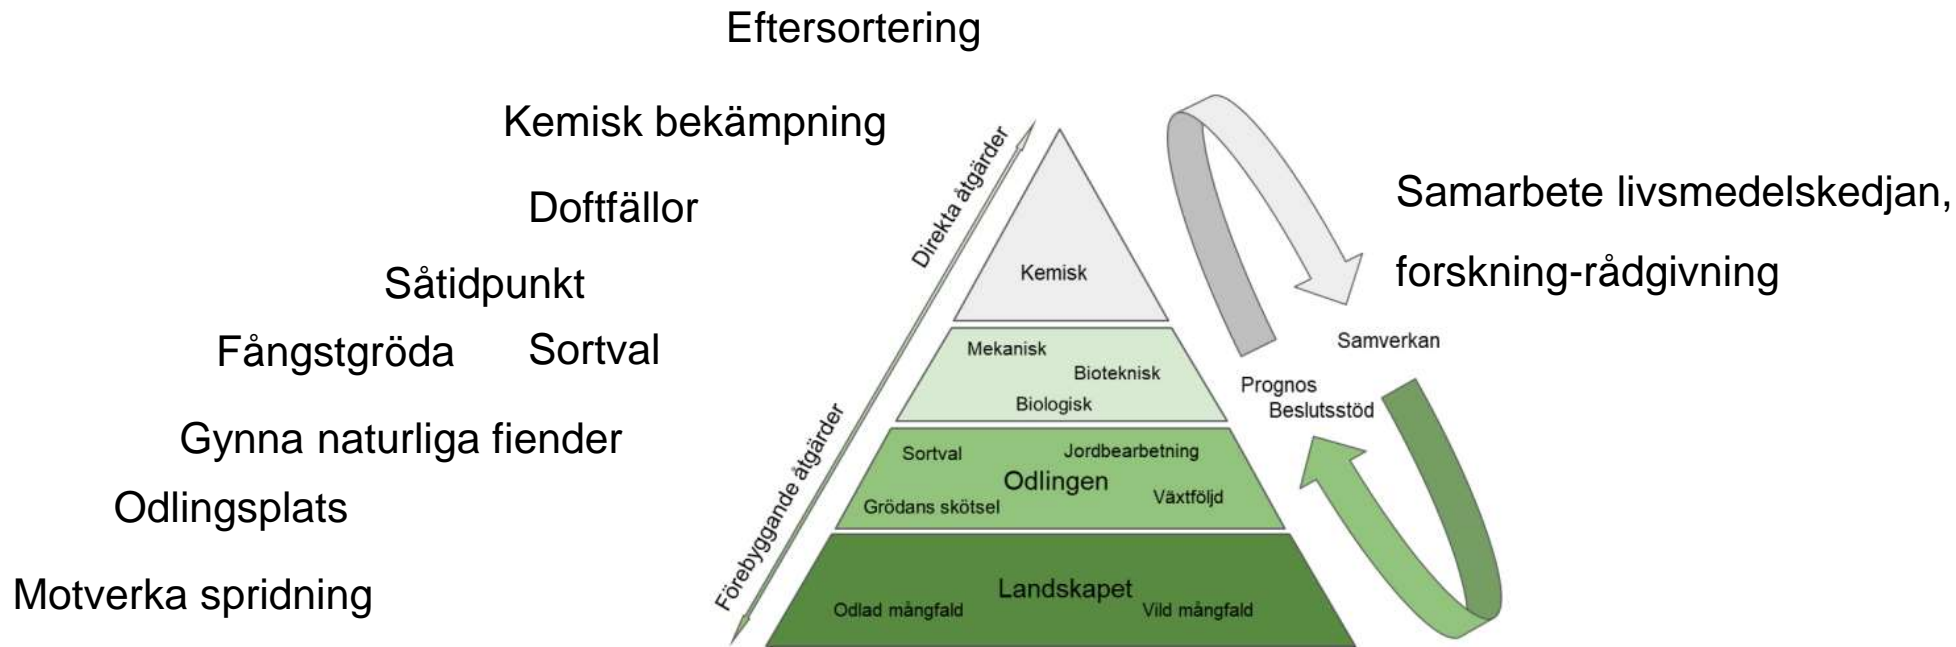 Eftersortering
Kemisk bekämpning
Doftfällor
Såtidpunkt
Fångstgröda
Sortval
Gynna naturliga fiender
Odlingsplats
Motverka spridning
Direkta åtgärder
Förebyggande åtgärder
Kemisk
Mekanisk
Bioteknisk
Biologisk
Sortval
Jordbearbetning
Odlingen
Grödans skötsel
Växtföljd
Landskapet
Odlad mångfald
Vild mångfald
Samarbete livsmedelskedjan,
forskning-rådgivning
Samverkan
Prognos
Beslutsstöd